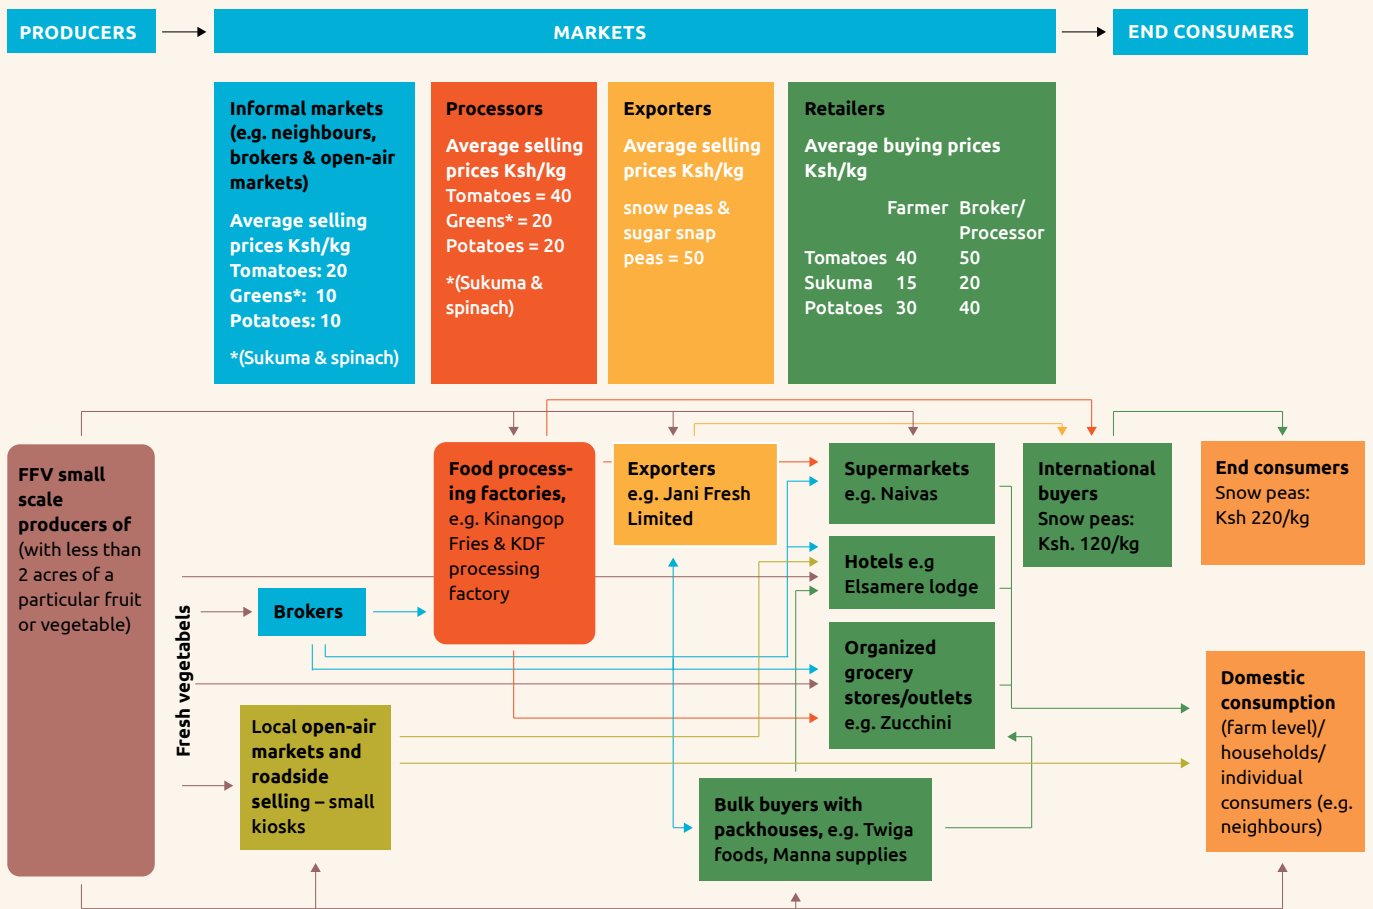 PRODUCERS
MARKETS
END CONSUMERS
Informal markets
(e.g. neighbours,
brokers & open-air
markets)
Average selling
prices Ksh/kg
Tomatoes: 20
Greens*: 10
Potatoes: 10
*(Sukuma & spinach)
Processors
Average selling
prices Ksh/kg
Tomatoes = 40
Greens* = 20
Potatoes = 20
*(Sukuma &
spinach)
Exporters
Average selling
prices Ksh/kg
snow peas &
sugar snap
peas = 50
Retailers
Average buying prices
Ksh/kg
Farmer Broker/
Processor
Tomatoes 40 50
Sukuma 15 20
Potatoes 30 40
FFV small
scale
producers of
(with less than
2 acres of a
particular fruit
or vegetable)
Fresh vegetabels
Brokers
Local open-air
markets and
roadside
selling – small
kiosks
Food process-
ing factories,
e.g. Kinangop
Fries & KDF
processing
factory
Exporters
e.g. Jani Fresh
Limited
Supermarkets
e.g. Naivas
Hotels e.g
Elsamere lodge
Organized
grocery
stores/outlets
e.g. Zucchini
Bulk buyers with
packhouses, e.g. Twiga
foods, Manna supplies
International
buyers
Snow peas:
Ksh. 120/kg
End consumers
Snow peas:
Ksh 220/kg
Domestic
consumption
(farm level)/
households/
individual
consumers (e.g.
neighbours)